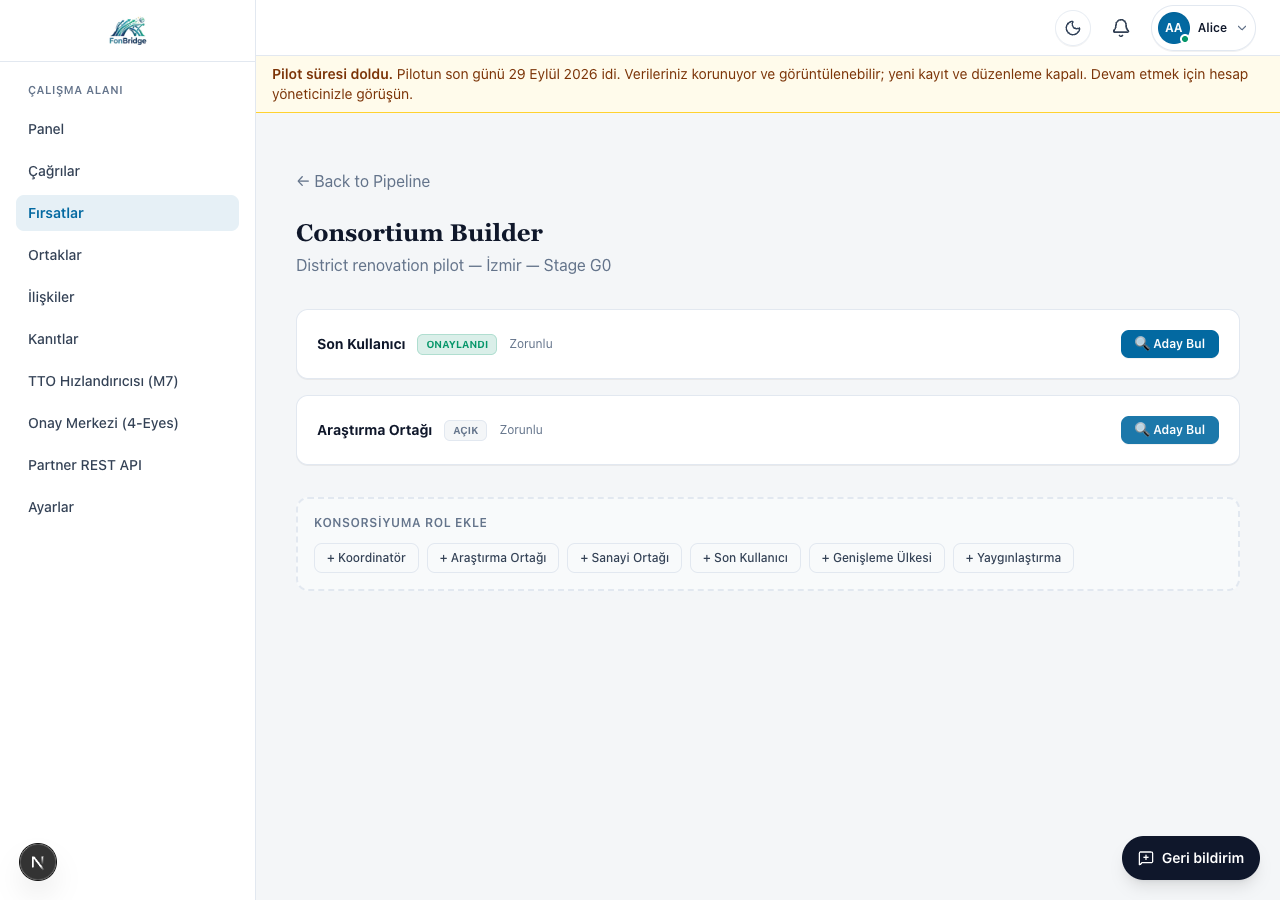 FonBridge
AA Alice
Pilot süresi doldu. Pilotun son günü 29 Eylül 2026 idi. Verileriniz korunuyor ve görüntülenebilir; yeni kayıt ve düzenleme kapalı. Devam etmek için hesap
yöneticinizle görüşün.
ÇALIŞMA ALANI
Panel
Çağrılar
Fırsatlar
Ortaklar
İlişkiler
Kanıtlar
TTO Hızlandırıcısı (M7)
Onay Merkezi (4-Eyes)
Partner REST API
Ayarlar
← Back to Pipeline
Consortium Builder
District renovation pilot — İzmir — Stage G0
Son Kullanıcı ONAYLANDI Zorunlu 🔍 Aday Bul
Araştırma Ortağı AÇIK Zorunlu 🔍 Aday Bul
KONSORSİYUMA ROL EKLE
+ Koordinatör + Araştırma Ortağı + Sanayi Ortağı + Son Kullanıcı + Genişleme Ülkesi + Yaygınlaştırma
N
Geri bildirim